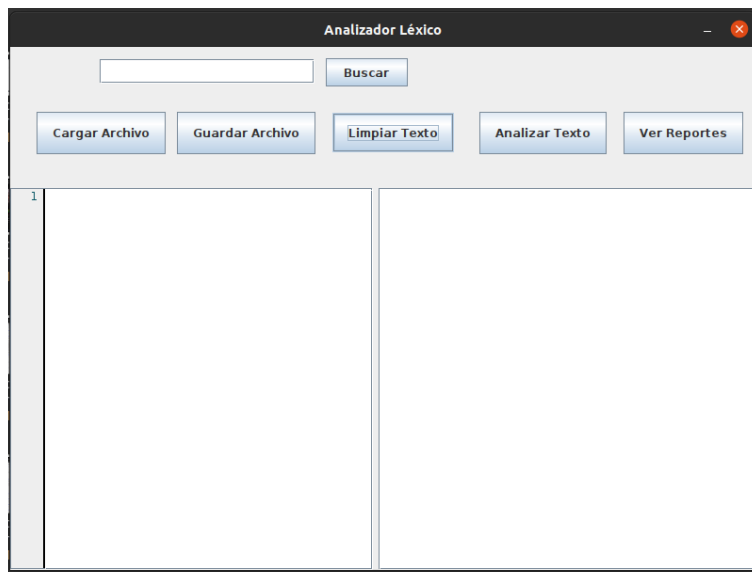 Analizador Léxico
Buscar
Cargar Archivo Guardar Archivo Limpiar Texto Analizar Texto Ver Reportes
1